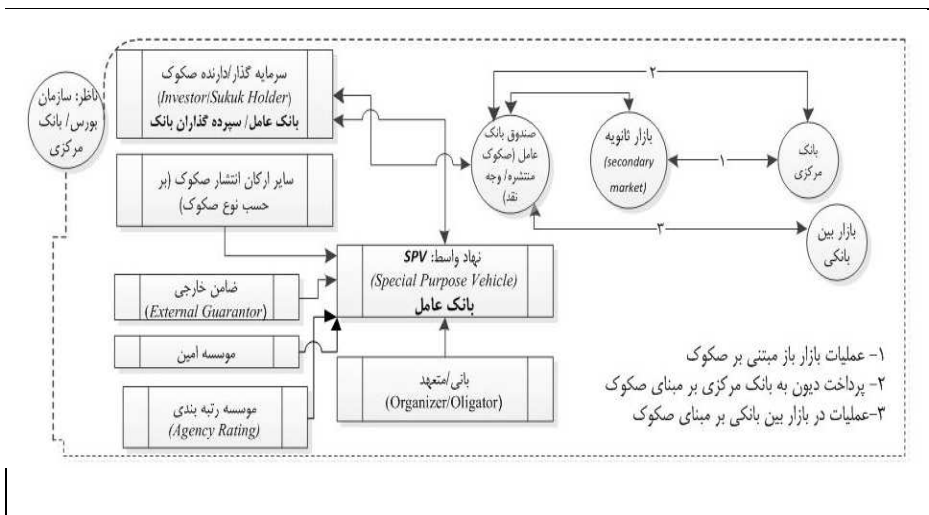 ناظر: سازمان
بورس/ بانک
مرکزی
سرمایه گذار/دارنده صکوک
(Investor/Sukuk Holder)
بانک عامل/ سپرده گذاران بانک
سایر ارکان انتشار صکوک (بر
حسب نوع صکوک)
ضامن خارجی
(External Guarantor)
موسسه امین
موسسه رتبه بندی
(Agency Rating)
نهاد واسط: SPV
(Special Purpose Vehicle)
بانک عامل
بانی/متعهد
(Organizer/Oligator)
صندوق بانک
عامل (صکوک
منتشره/ وجه
نقد)
بازار ثانویه
(secondary
market)
بانک
مرکزی
بازار بین
بانکی
۲
۱
۳
۱- عملیات بازار باز مبتنی بر صکوک
۲- پرداخت دیون به بانک مرکزی بر مبنای صکوک
۳-عملیات در بازار بین بانکی بر مبنای صکوک